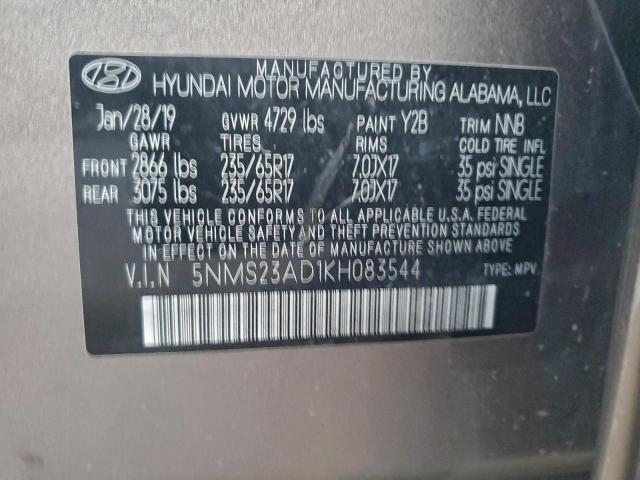 MANUFACTURED BY
HYUNDAI MOTOR MANUFACTURING ALABAMA, LLC
Jan/28/19 GVWR 4729 lbs PAINT Y2B TRIM NNB
GAWR TIRES RIMS COLD TIRE INFL
FRONT 2866 lbs 235/65R17 7.0JX17 35 psi SINGLE
REAR 3075 lbs 235/65R17 7.0JX17 35 psi SINGLE
THIS VEHICLE CONFORMS TO ALL APPLICABLE U.S.A. FEDERAL
MOTOR VEHICLE SAFETY AND THEFT PREVENTION STANDARDS
IN EFFECT ON THE DATE OF MANUFACTURE SHOWN ABOVE.
V.I.N 5NMS23AD1KH083544 TYPE: MPV